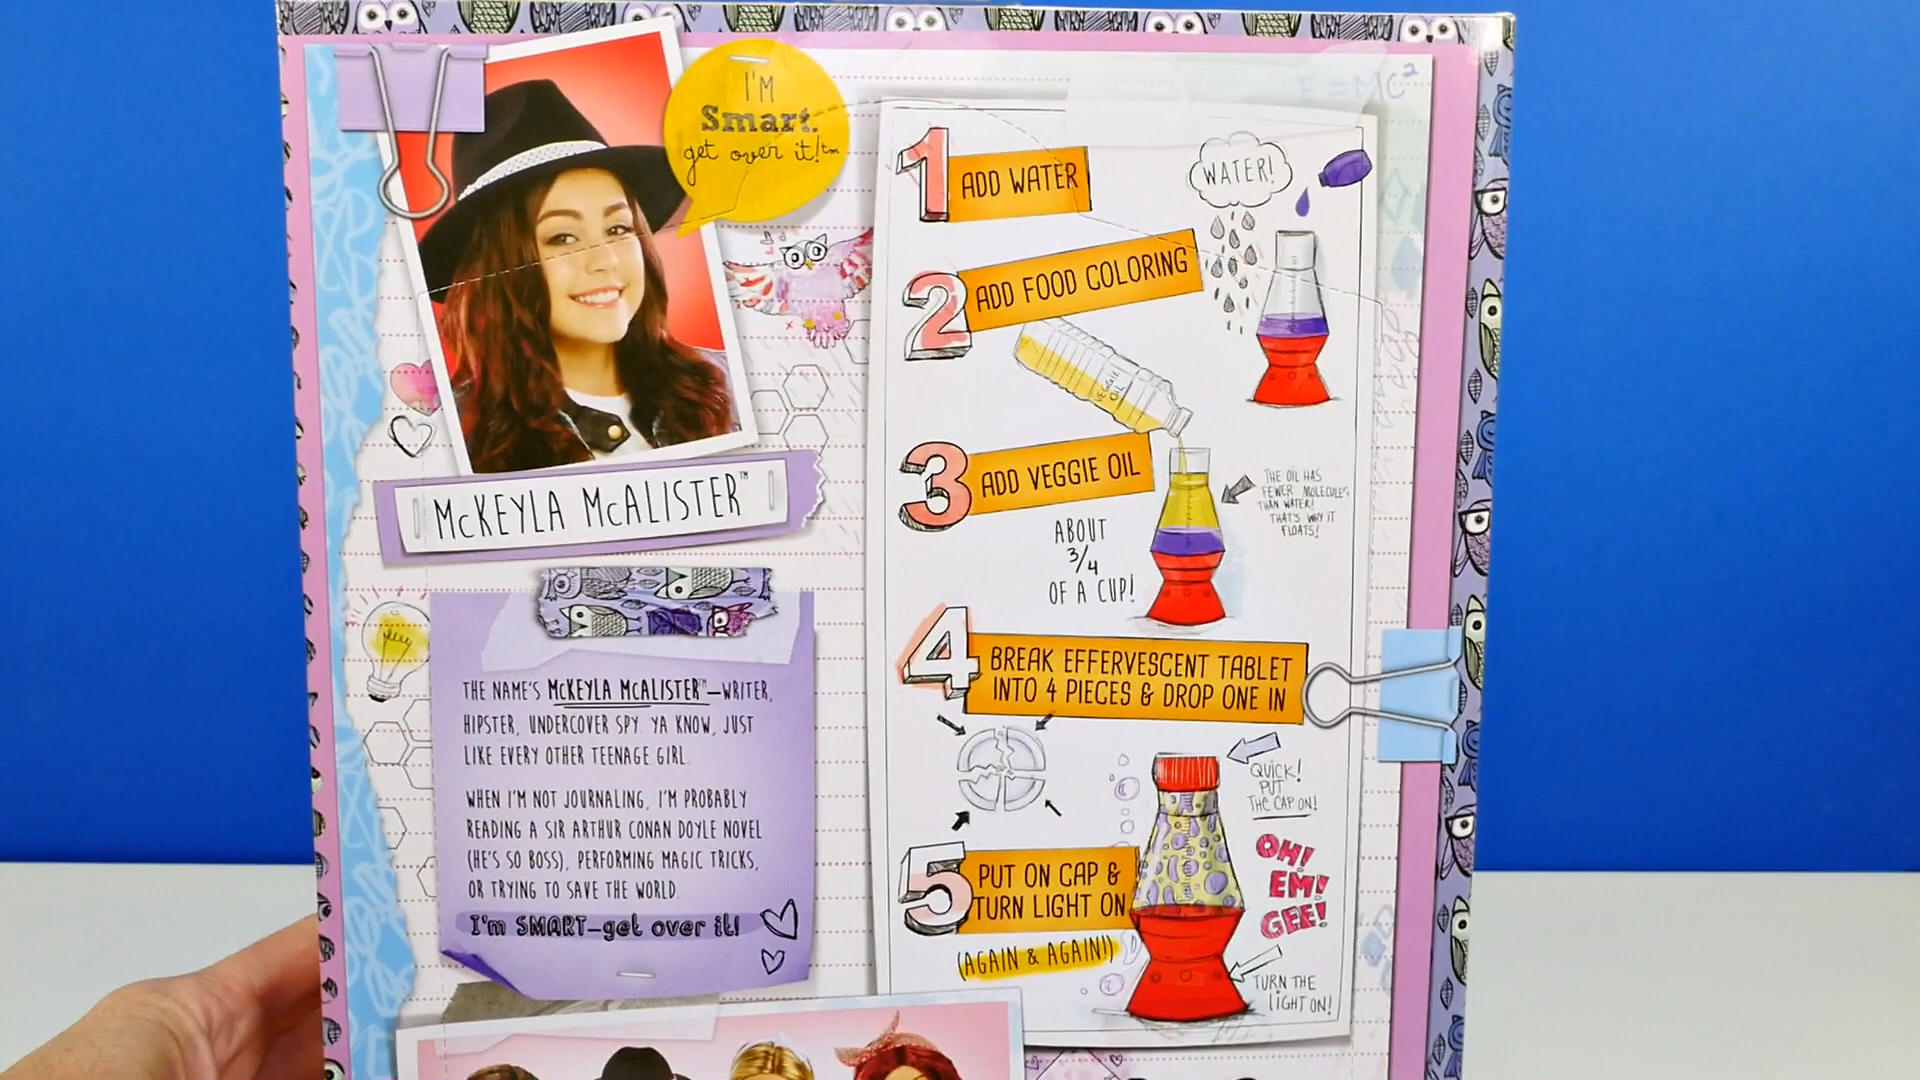 I'M
Smart.
get over it!™
McKEYLA McALISTER™
THE NAME'S McKEYLA McALISTER™—WRITER,
HIPSTER, UNDERCOVER SPY. YA KNOW, JUST
LIKE EVERY OTHER TEENAGE GIRL.
WHEN I'M NOT JOURNALING, I'M PROBABLY
READING A SIR ARTHUR CONAN DOYLE NOVEL
(HE'S SO BOSS), PERFORMING MAGIC TRICKS,
OR TRYING TO SAVE THE WORLD.
I'm SMART—get over it!
E=MC²
1 ADD WATER
WATER!
2 ADD FOOD COLORING
VEGGIE
OIL
3 ADD VEGGIE OIL
ABOUT
3/4
OF A CUP!
THE OIL HAS
FEWER MOLECULES
THAN WATER!
THAT'S WHY IT
FLOATS!
4 BREAK EFFERVESCENT TABLET
INTO 4 PIECES & DROP ONE IN
QUICK!
PUT
THE CAP ON!
5 PUT ON CAP &
TURN LIGHT ON
(AGAIN & AGAIN!)
OH!
EM!
GEE!
TURN THE
LIGHT ON!